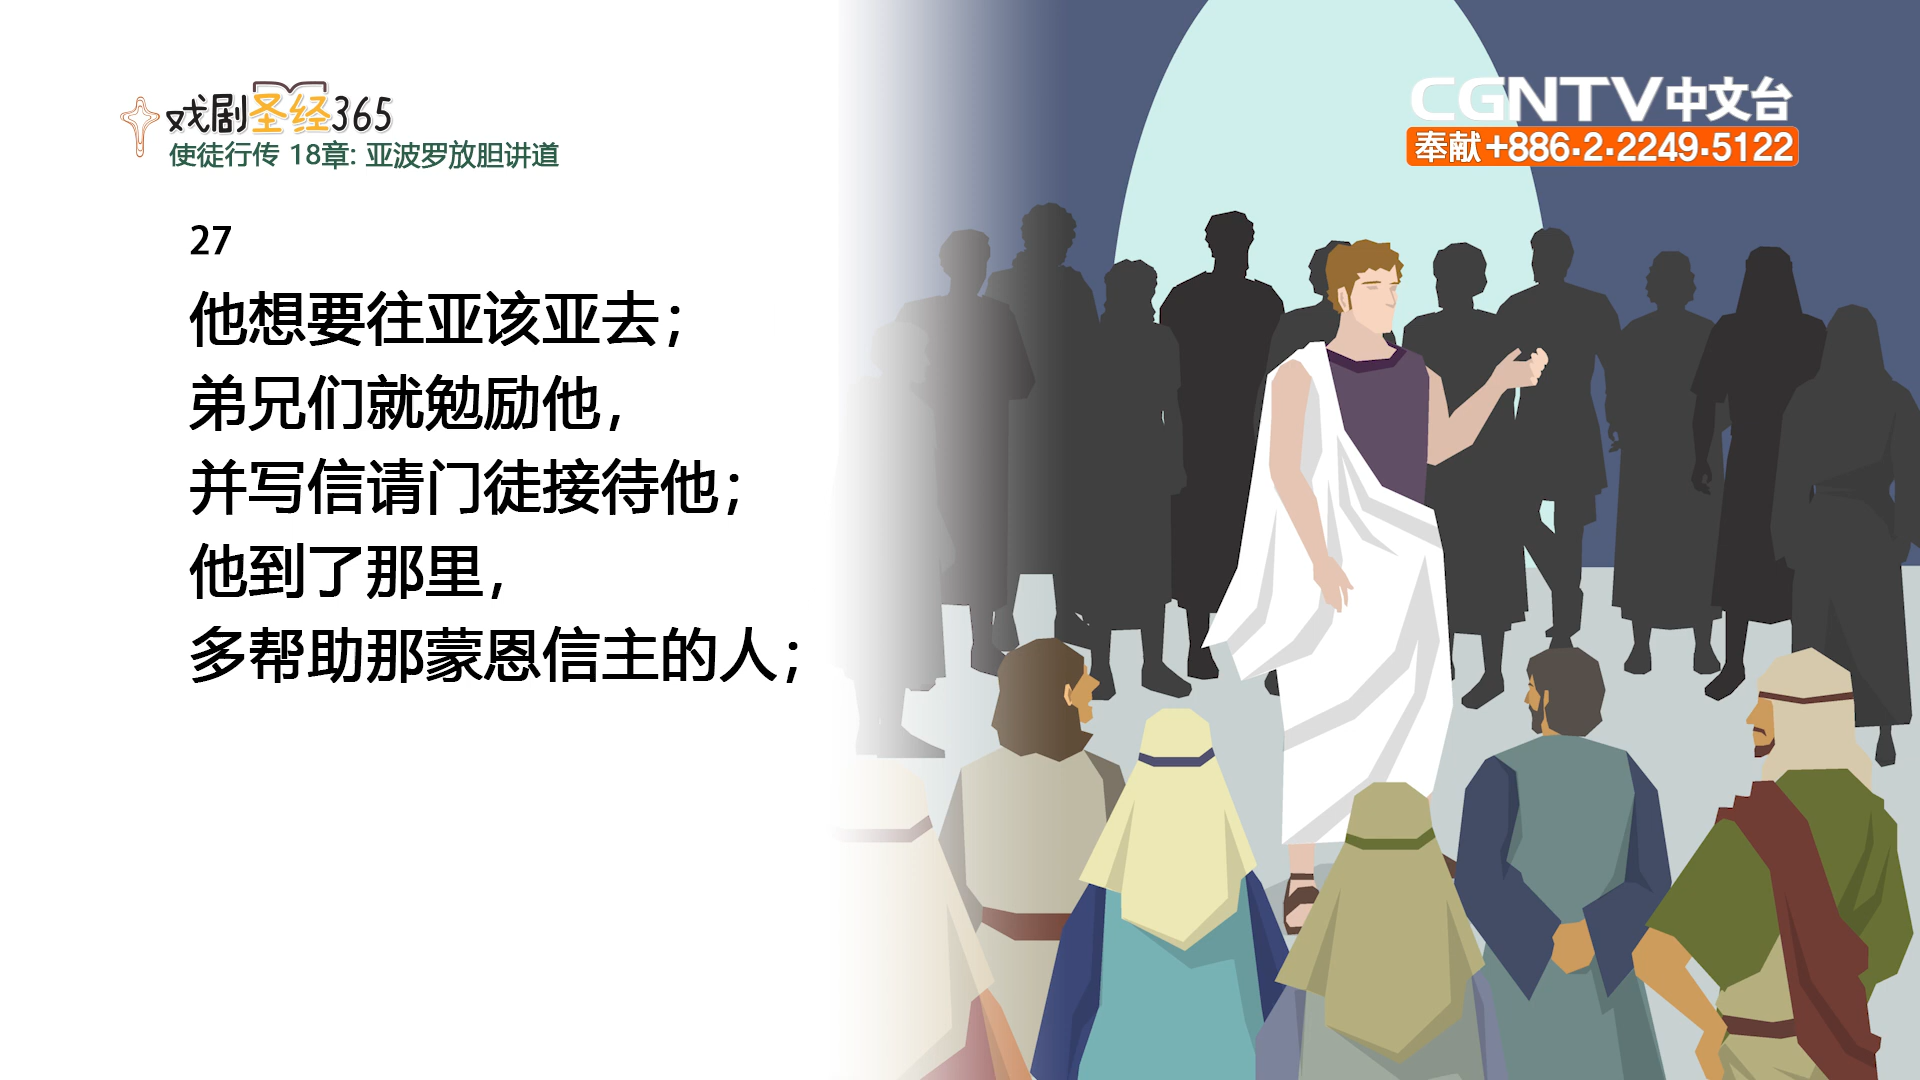 戏剧圣经365
使徒行传 18章: 亚波罗放胆讲道
CGNTV中文台
奉献+886·2·2249·5122
27
他想要往亚该亚去；
弟兄们就勉励他，
并写信请门徒接待他；
他到了那里，
多帮助那蒙恩信主的人；